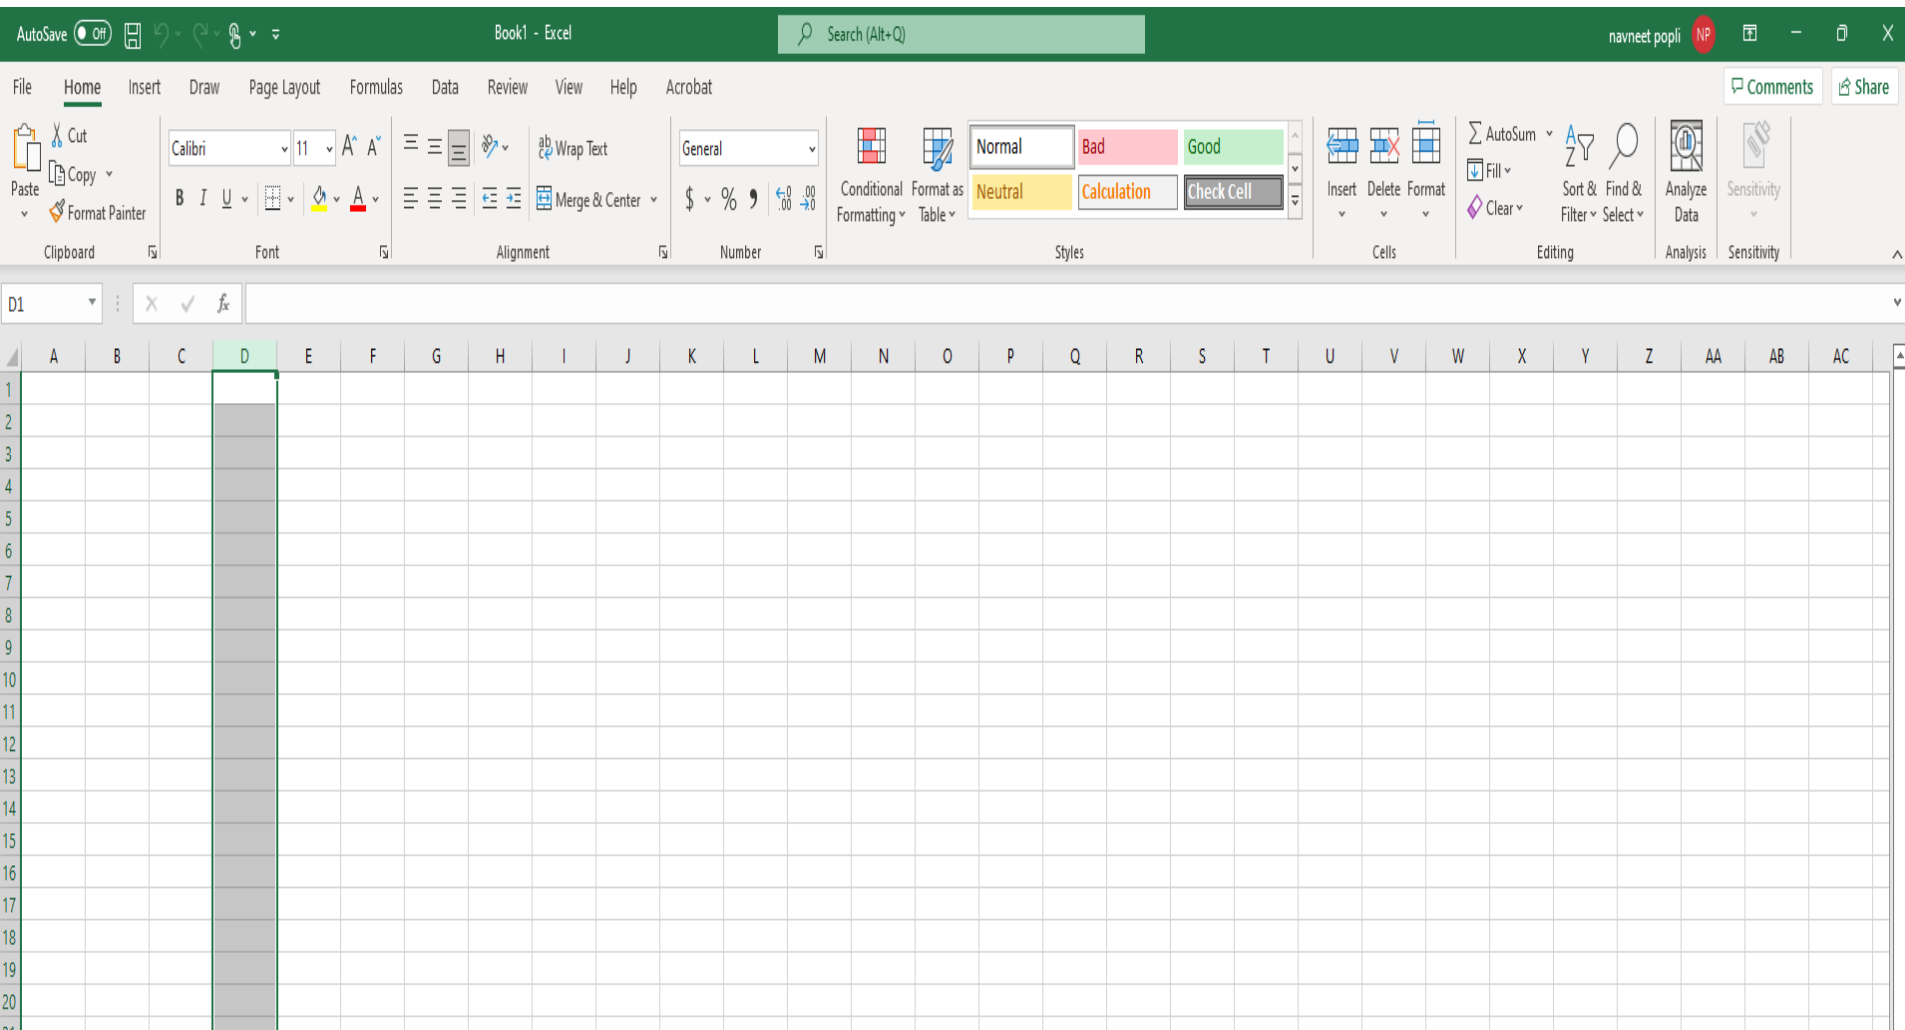 AutoSave Off Book1 - Excel Search (Alt+Q) navneet popli NP
File Home Insert Draw Page Layout Formulas Data Review View Help Acrobat Comments Share
Paste
Cut
Copy
Format Painter
Clipboard
Calibri 11 A A
B I U A
Font
ab Wrap Text
Merge & Center
Alignment
General
$ % 9 .00 .00
Number
Conditional Formatting
Format as Table
Normal Bad Good
Neutral Calculation Check Cell
Styles
Insert Delete Format
Cells
AutoSum
Fill
Clear
Sort & Filter
Find & Select
Editing
Analyze Data
Analysis
Sensitivity
Sensitivity
D1 fx
A B C D E F G H I J K L M N O P Q R S T U V W X Y Z AA AB AC
1
2
3
4
5
6
7
8
9
10
11
12
13
14
15
16
17
18
19
20